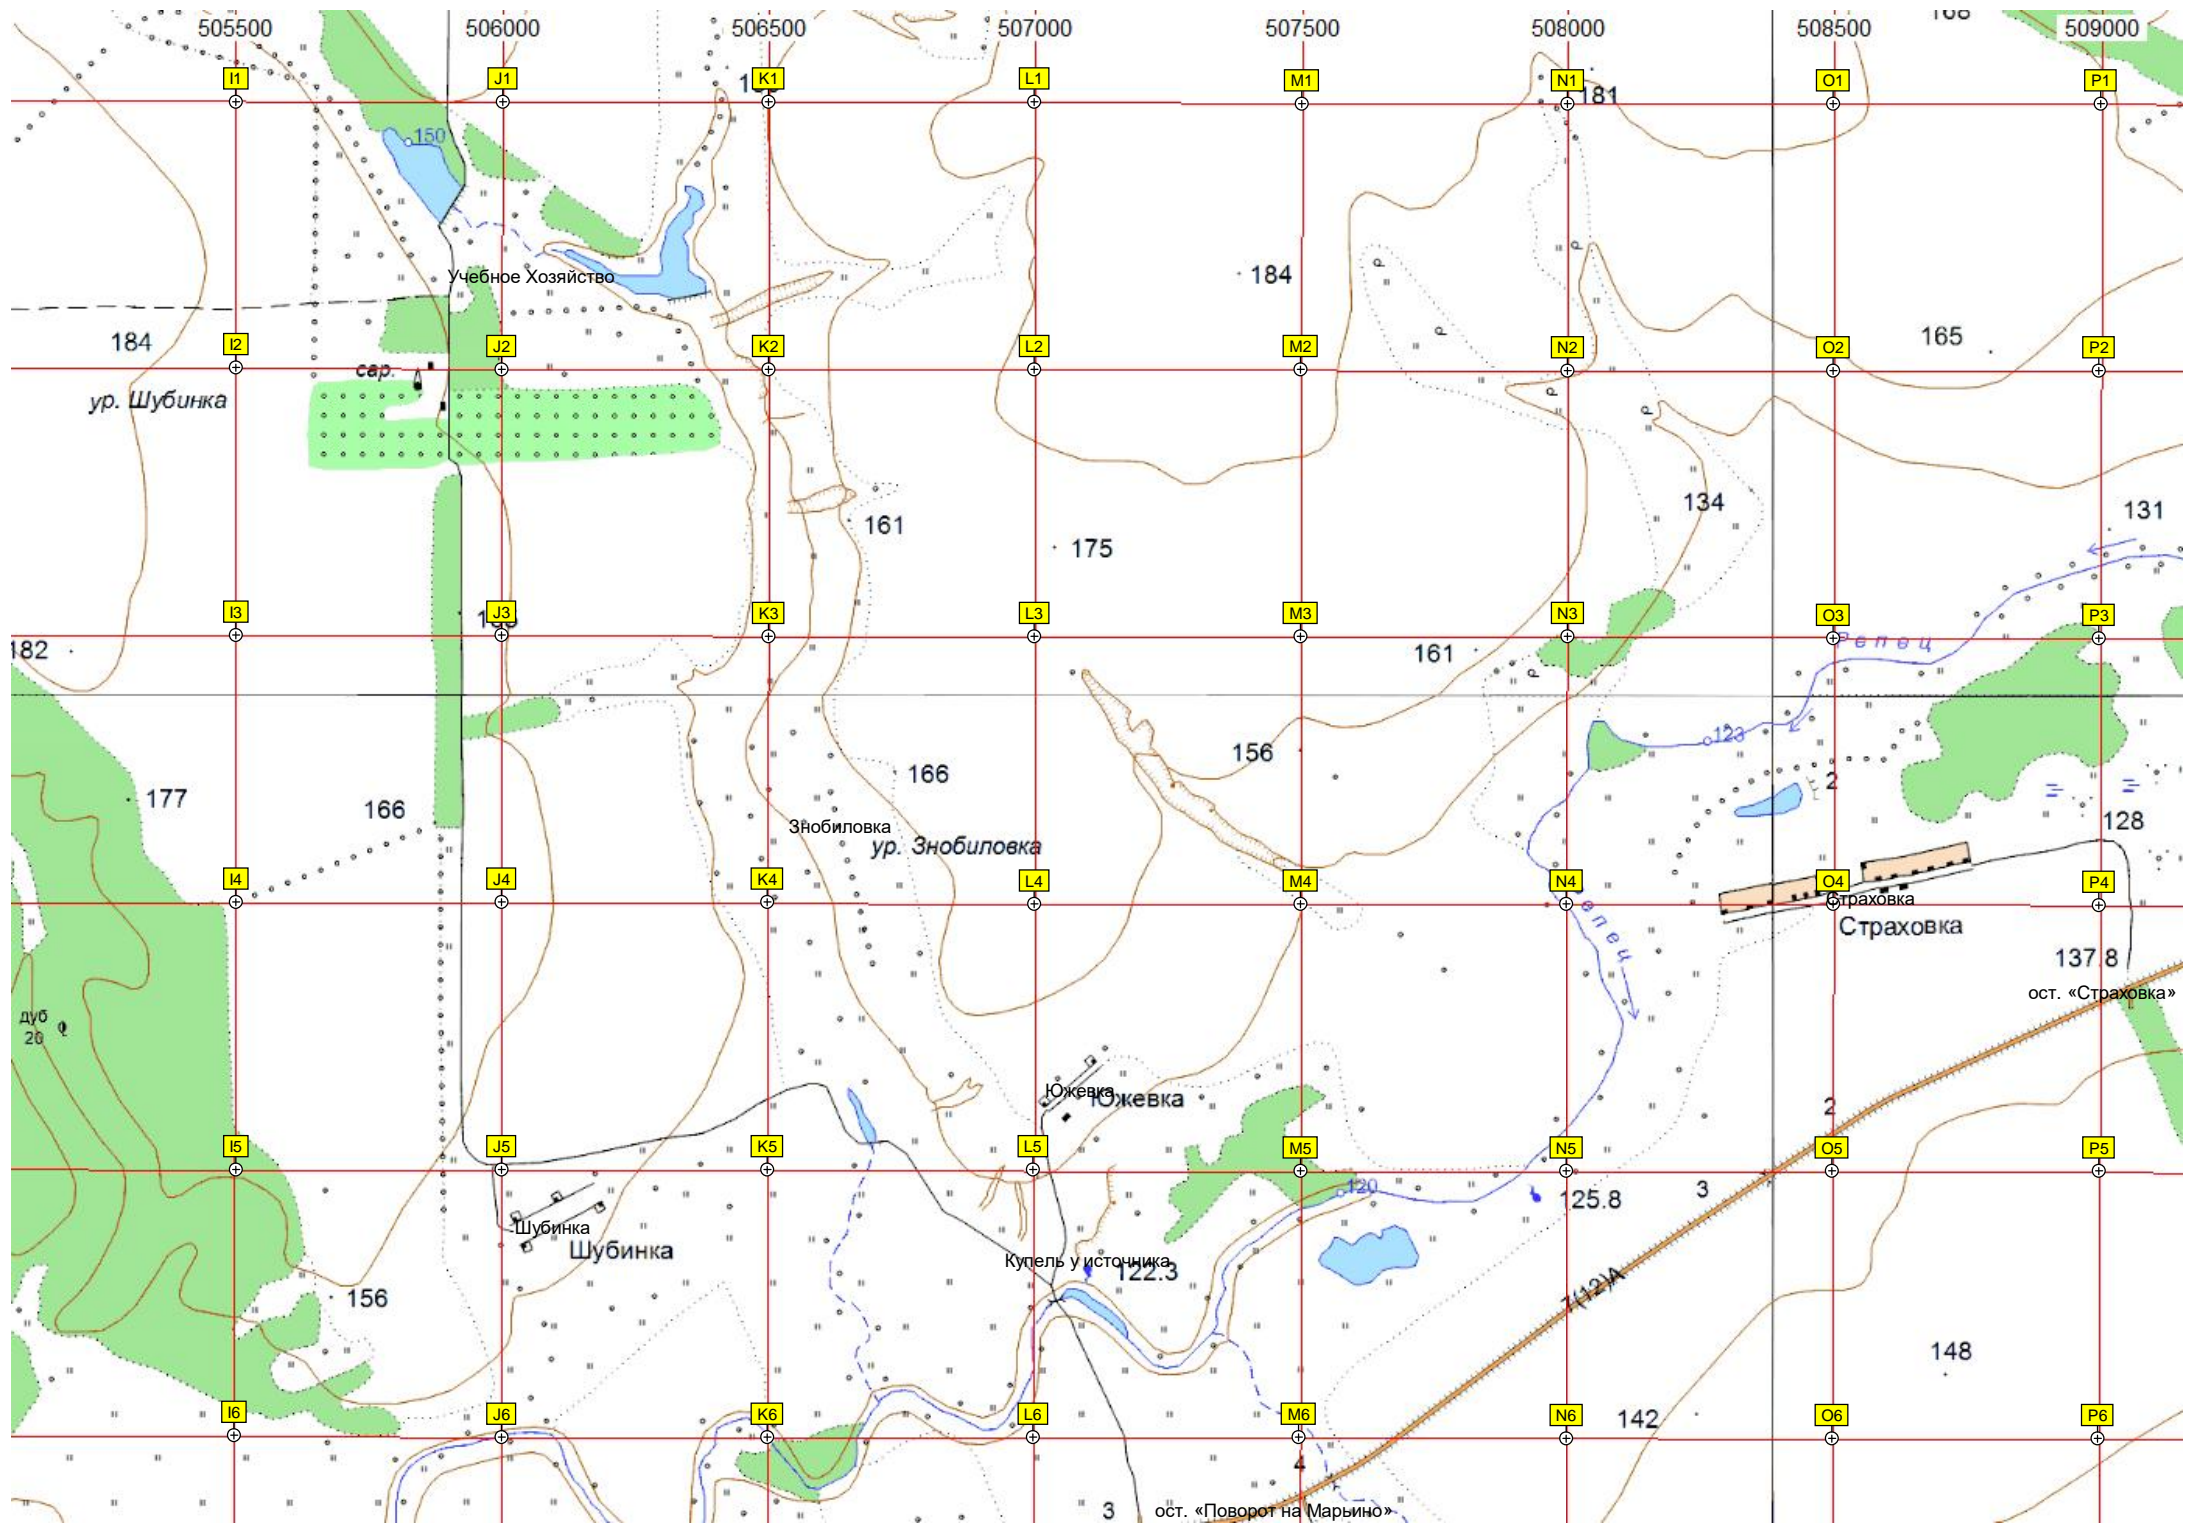 505500 506000 506500 507000 507500 508000 508500 509000
I1 J1 K1 L1 M1 N1 O1 P1
181
150
Учебное Хозяйство
184
184
165
I2 J2 K2 L2 M2 N2 O2 P2
сар.
ур. Шубинка
134
131
161
175
I3 J3 K3 L3 M3 N3 O3 P3
Репец
182
161
123
156
166
2
177
166
128
Знобиловка
ур. Знобиловка
I4 J4 K4 L4 M4 N4 O4 P4
Страховка
Репец
Страховка
137.8
ост. «Страховка»
дуб
20
Южевка
Южевка
2
I5 J5 K5 L5 M5 N5 O5 P5
120
3
125.8
Шубинка
Шубинка
Купель у источника
122.3
7(12)А
156
148
I6 J6 K6 L6 M6 N6 O6 P6
142
4
3
ост. «Поворот на Марьино»